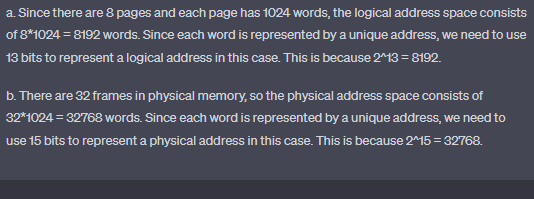 a. Since there are 8 pages and each page has 1024 words, the logical address space consists
of 8*1024 = 8192 words. Since each word is represented by a unique address, we need to use
13 bits to represent a logical address in this case. This is because 2^13 = 8192.
b. There are 32 frames in physical memory, so the physical address space consists of
32*1024 = 32768 words. Since each word is represented by a unique address, we need to
use 15 bits to represent a physical address in this case. This is because 2^15 = 32768.